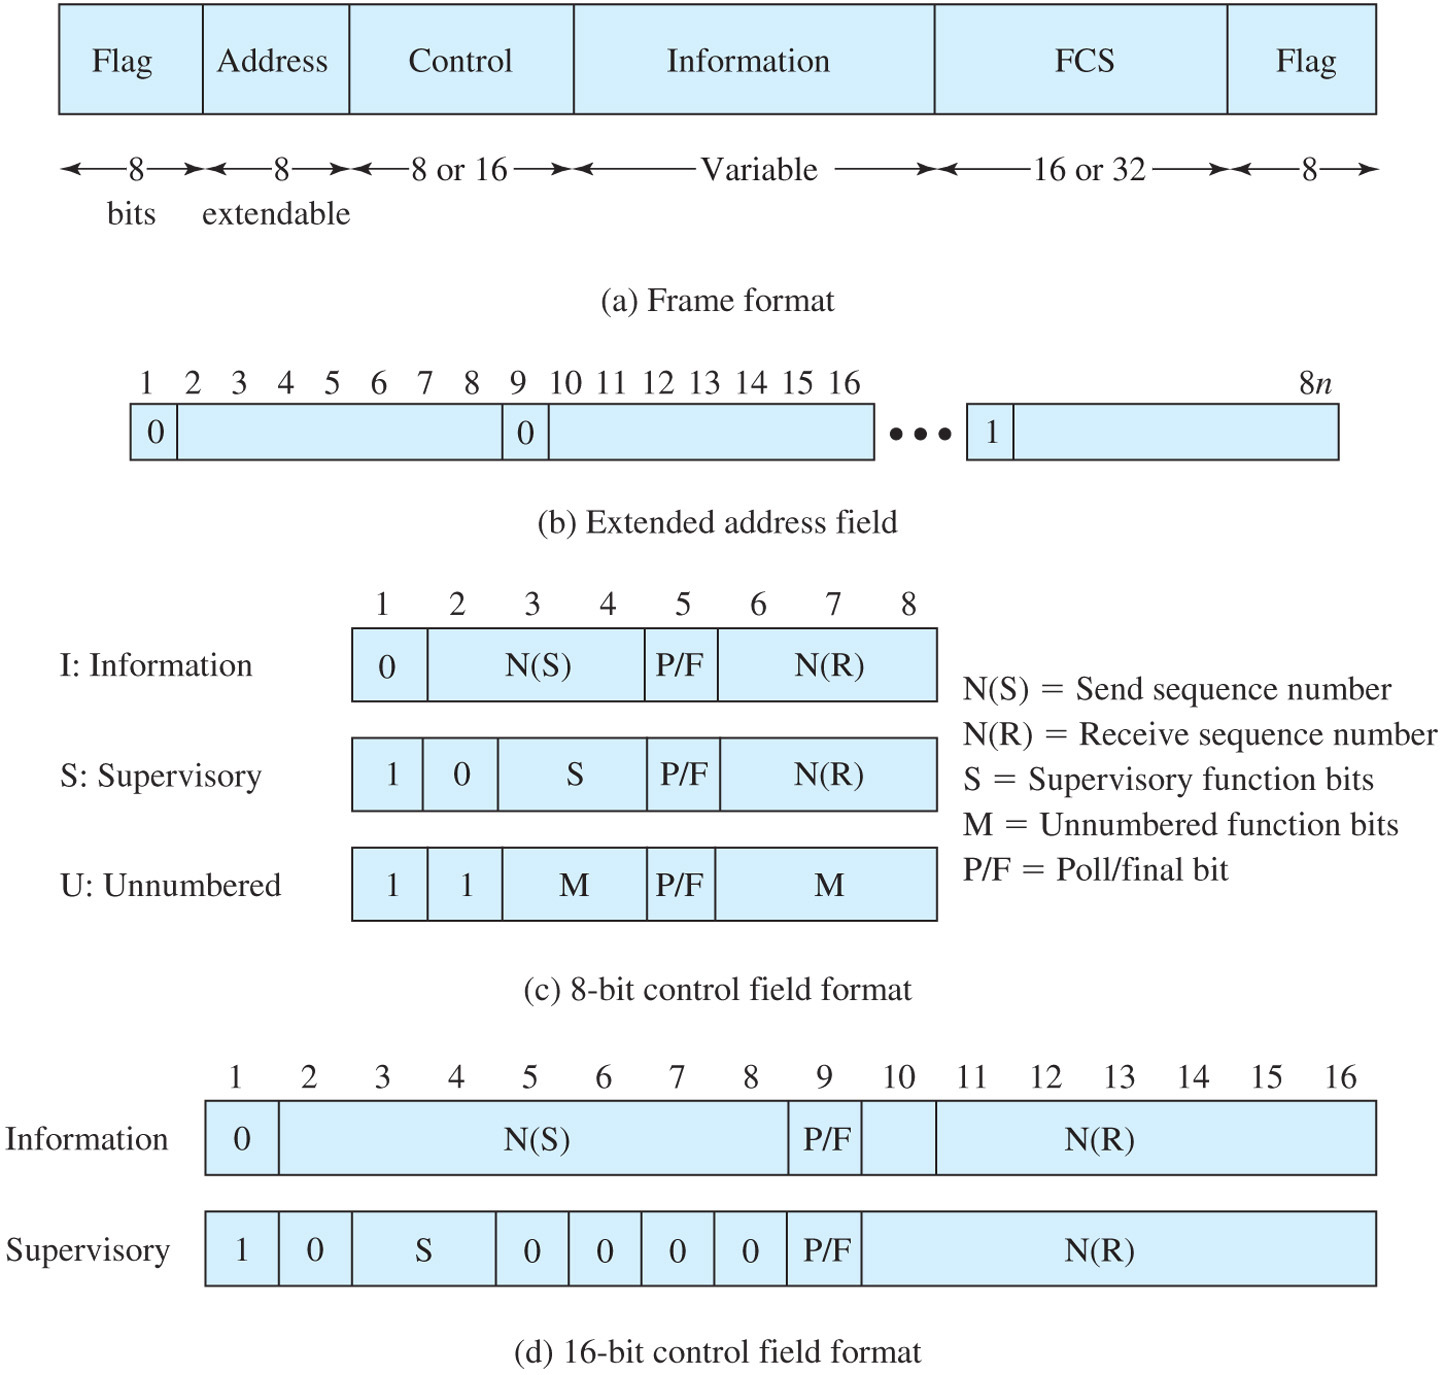 Flag Address Control Information FCS Flag
8 8 8 or 16 Variable 16 or 32 8
bits extendable
(a) Frame format
1 2 3 4 5 6 7 8 9 10 11 12 13 14 15 16 8n
0 0 ••• 1
(b) Extended address field
1 2 3 4 5 6 7 8
I: Information 0 N(S) P/F N(R)
S: Supervisory 1 0 S P/F N(R)
U: Unnumbered 1 1 M P/F M
N(S) = Send sequence number
N(R) = Receive sequence number
S = Supervisory function bits
M = Unnumbered function bits
P/F = Poll/final bit
(c) 8-bit control field format
1 2 3 4 5 6 7 8 9 10 11 12 13 14 15 16
Information 0 N(S) P/F N(R)
Supervisory 1 0 S 0 0 0 0 P/F N(R)
(d) 16-bit control field format